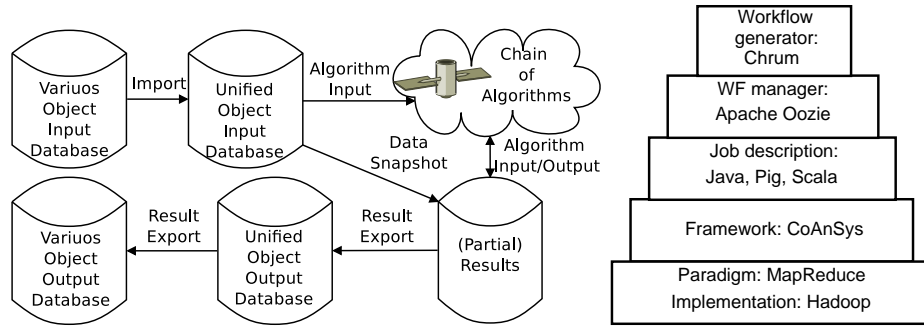 Variuos
Object
Input
Database
Import
Unified
Object
Input
Database
Algorithm
Input
Chain
of
Algorithms
Data
Snapshot
Algorithm
Input/Output
Variuos
Object
Output
Database
Result
Export
Unified
Object
Output
Database
Result
Export
(Partial)
Results
Workflow
generator:
Chrum
WF manager:
Apache Oozie
Job description:
Java, Pig, Scala
Framework: CoAnSys
Paradigm: MapReduce
Implementation: Hadoop